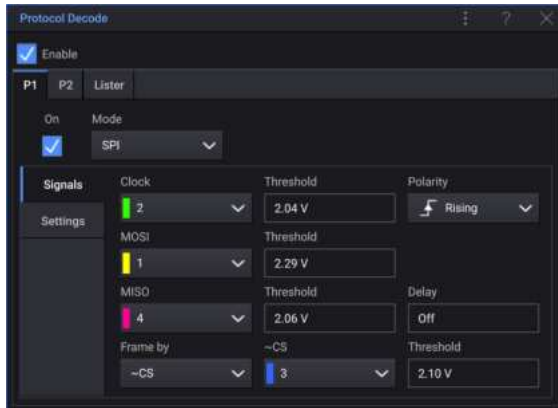 Protocol Decode ?
Enable
P1 P2 Lister
On Mode
SPI
Signals Clock Threshold Polarity
2 2.04 V Rising
Settings
MOSI Threshold
1 2.29 V
MISO Threshold Delay
4 2.06 V Off
Frame by ~CS Threshold
~CS 3 2.10 V